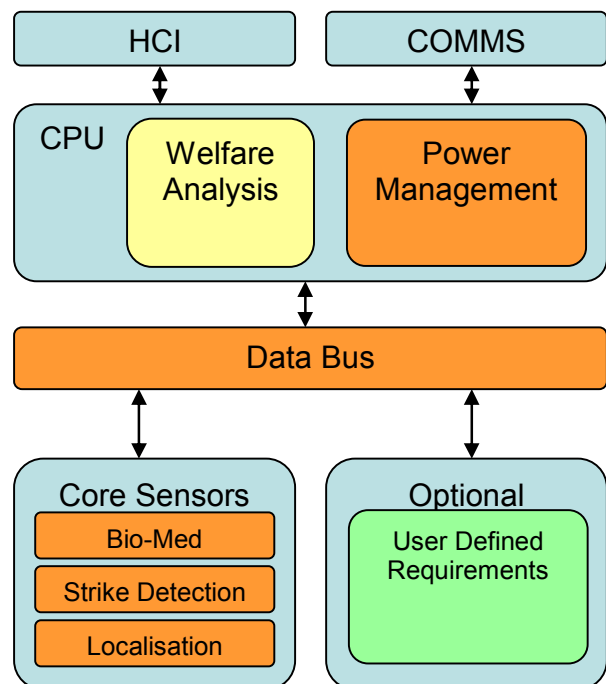 HCI
COMMS
CPU
Welfare
Analysis
Power
Management
Data Bus
Core Sensors
Bio-Med
Strike Detection
Localisation
Optional
User Defined
Requirements